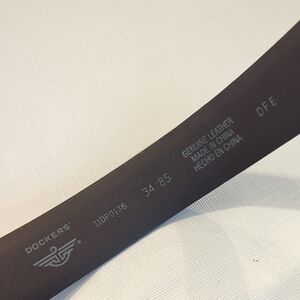 DOCKERS®
11DP0136
34/85
GENUINE LEATHER
MADE IN CHINA
HECHO EN CHINA
DFE